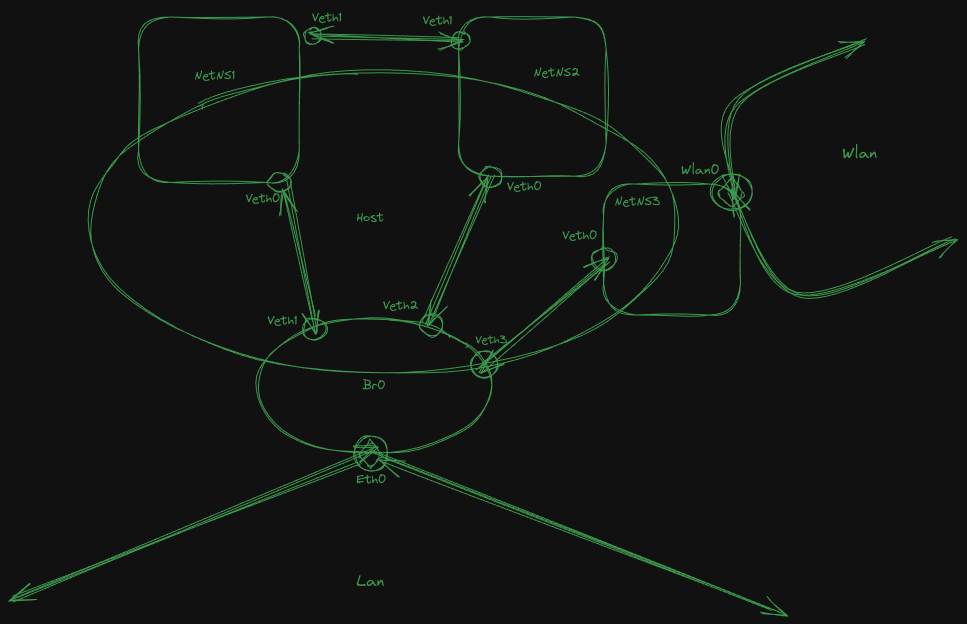 Veth1
Veth1
NetNS1
NetNS2
Wlan
Wlan0
Veth0
Veth0
NetNS3
Host
Veth0
Veth1
Veth2
Veth3
Br0
Eth0
Lan